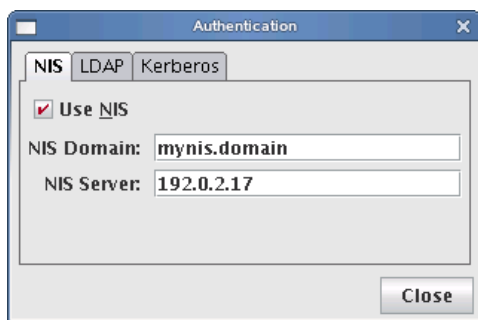 Authentication
NIS LDAP Kerberos
Use NIS
NIS Domain: mynis.domain
NIS Server: 192.0.2.17
Close